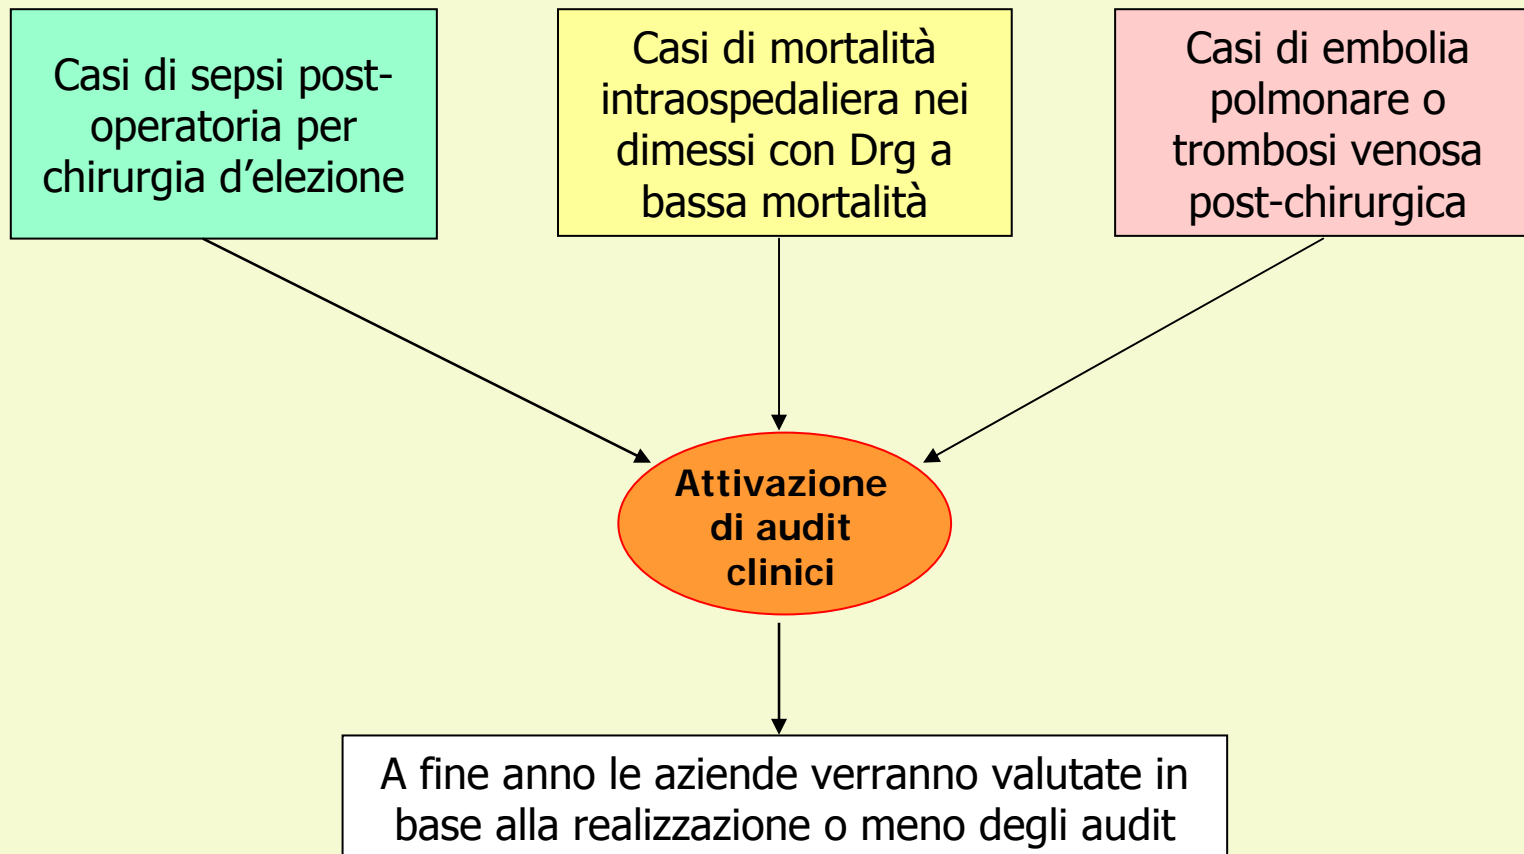 Casi di sepsi post-
operatoria per
chirurgia d’elezione
Casi di mortalità
intraospedaliera nei
dimessi con Drg a
bassa mortalità
Casi di embolia
polmonare o
trombosi venosa
post-chirurgica
Attivazione
di audit
clinici
A fine anno le aziende verranno valutate in
base alla realizzazione o meno degli audit